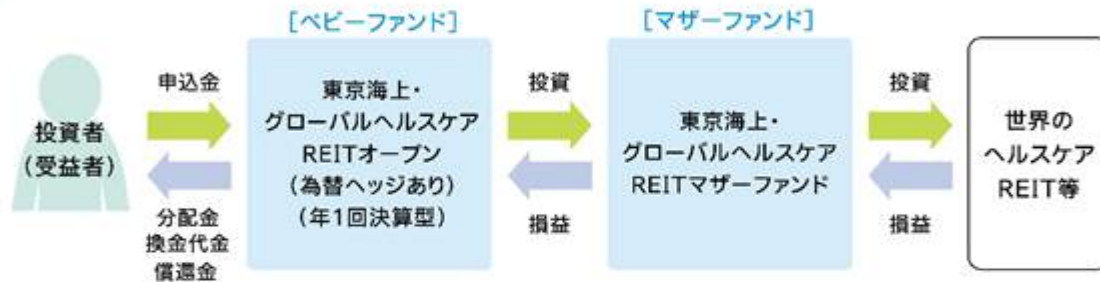 [ベビーファンド]
[マザーファンド]
投資者
(受益者)
申込金
分配金
換金代金
償還金
東京海上・
グローバルヘルスケア
REITオープン
(為替ヘッジあり)
(年1回決算型)
投資
損益
東京海上・
グローバルヘルスケア
REITマザーファンド
投資
損益
世界の
ヘルスケア
REIT等